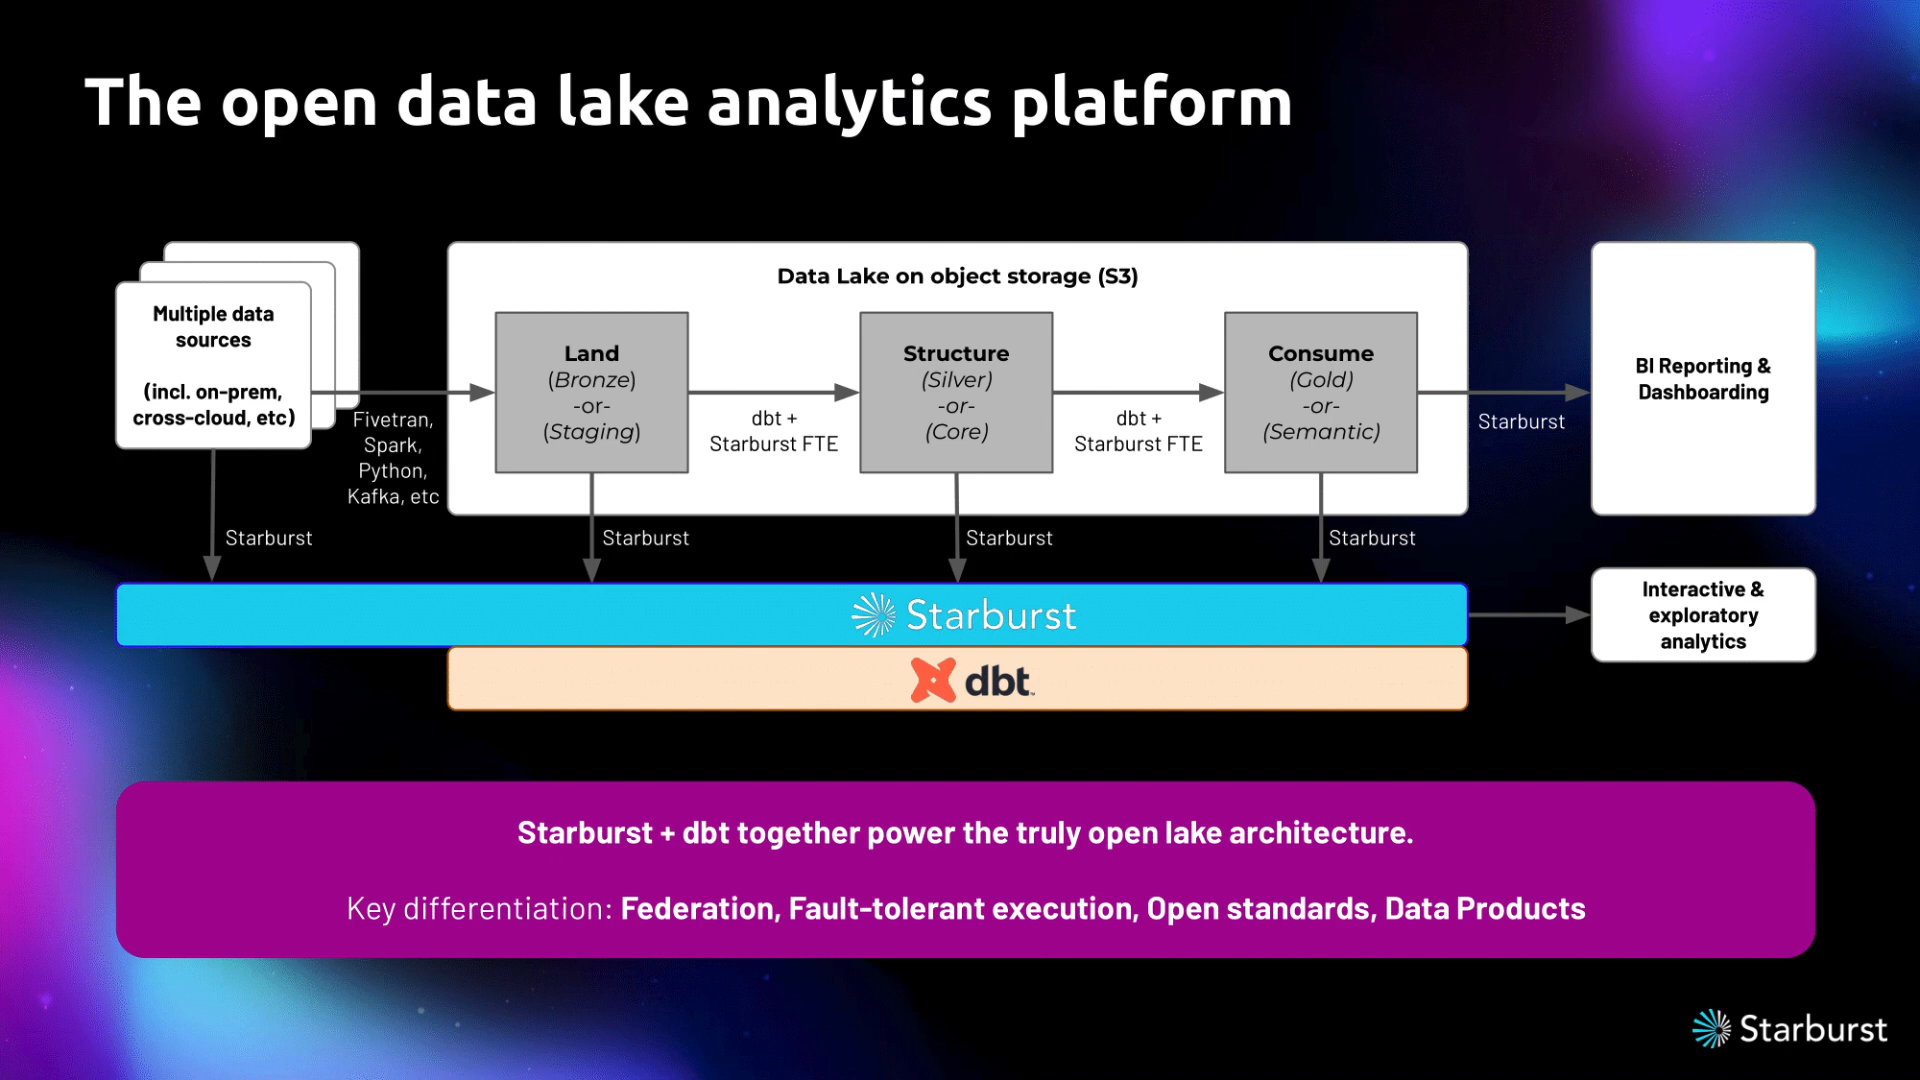 The open data lake analytics platform
Multiple data
sources
(incl. on-prem,
cross-cloud, etc)
Fivetran,
Spark,
Python,
Kafka, etc
Data Lake on object storage (S3)
Land
(Bronze)
-or-
(Staging)
dbt +
Starburst FTE
Structure
(Silver)
-or-
(Core)
dbt +
Starburst FTE
Consume
(Gold)
-or-
(Semantic)
Starburst
BI Reporting &
Dashboarding
Starburst
Starburst
Starburst
Starburst
Starburst
dbt
Interactive &
exploratory
analytics
Starburst + dbt together power the truly open lake architecture.
Key differentiation: Federation, Fault-tolerant execution, Open standards, Data Products
Starburst